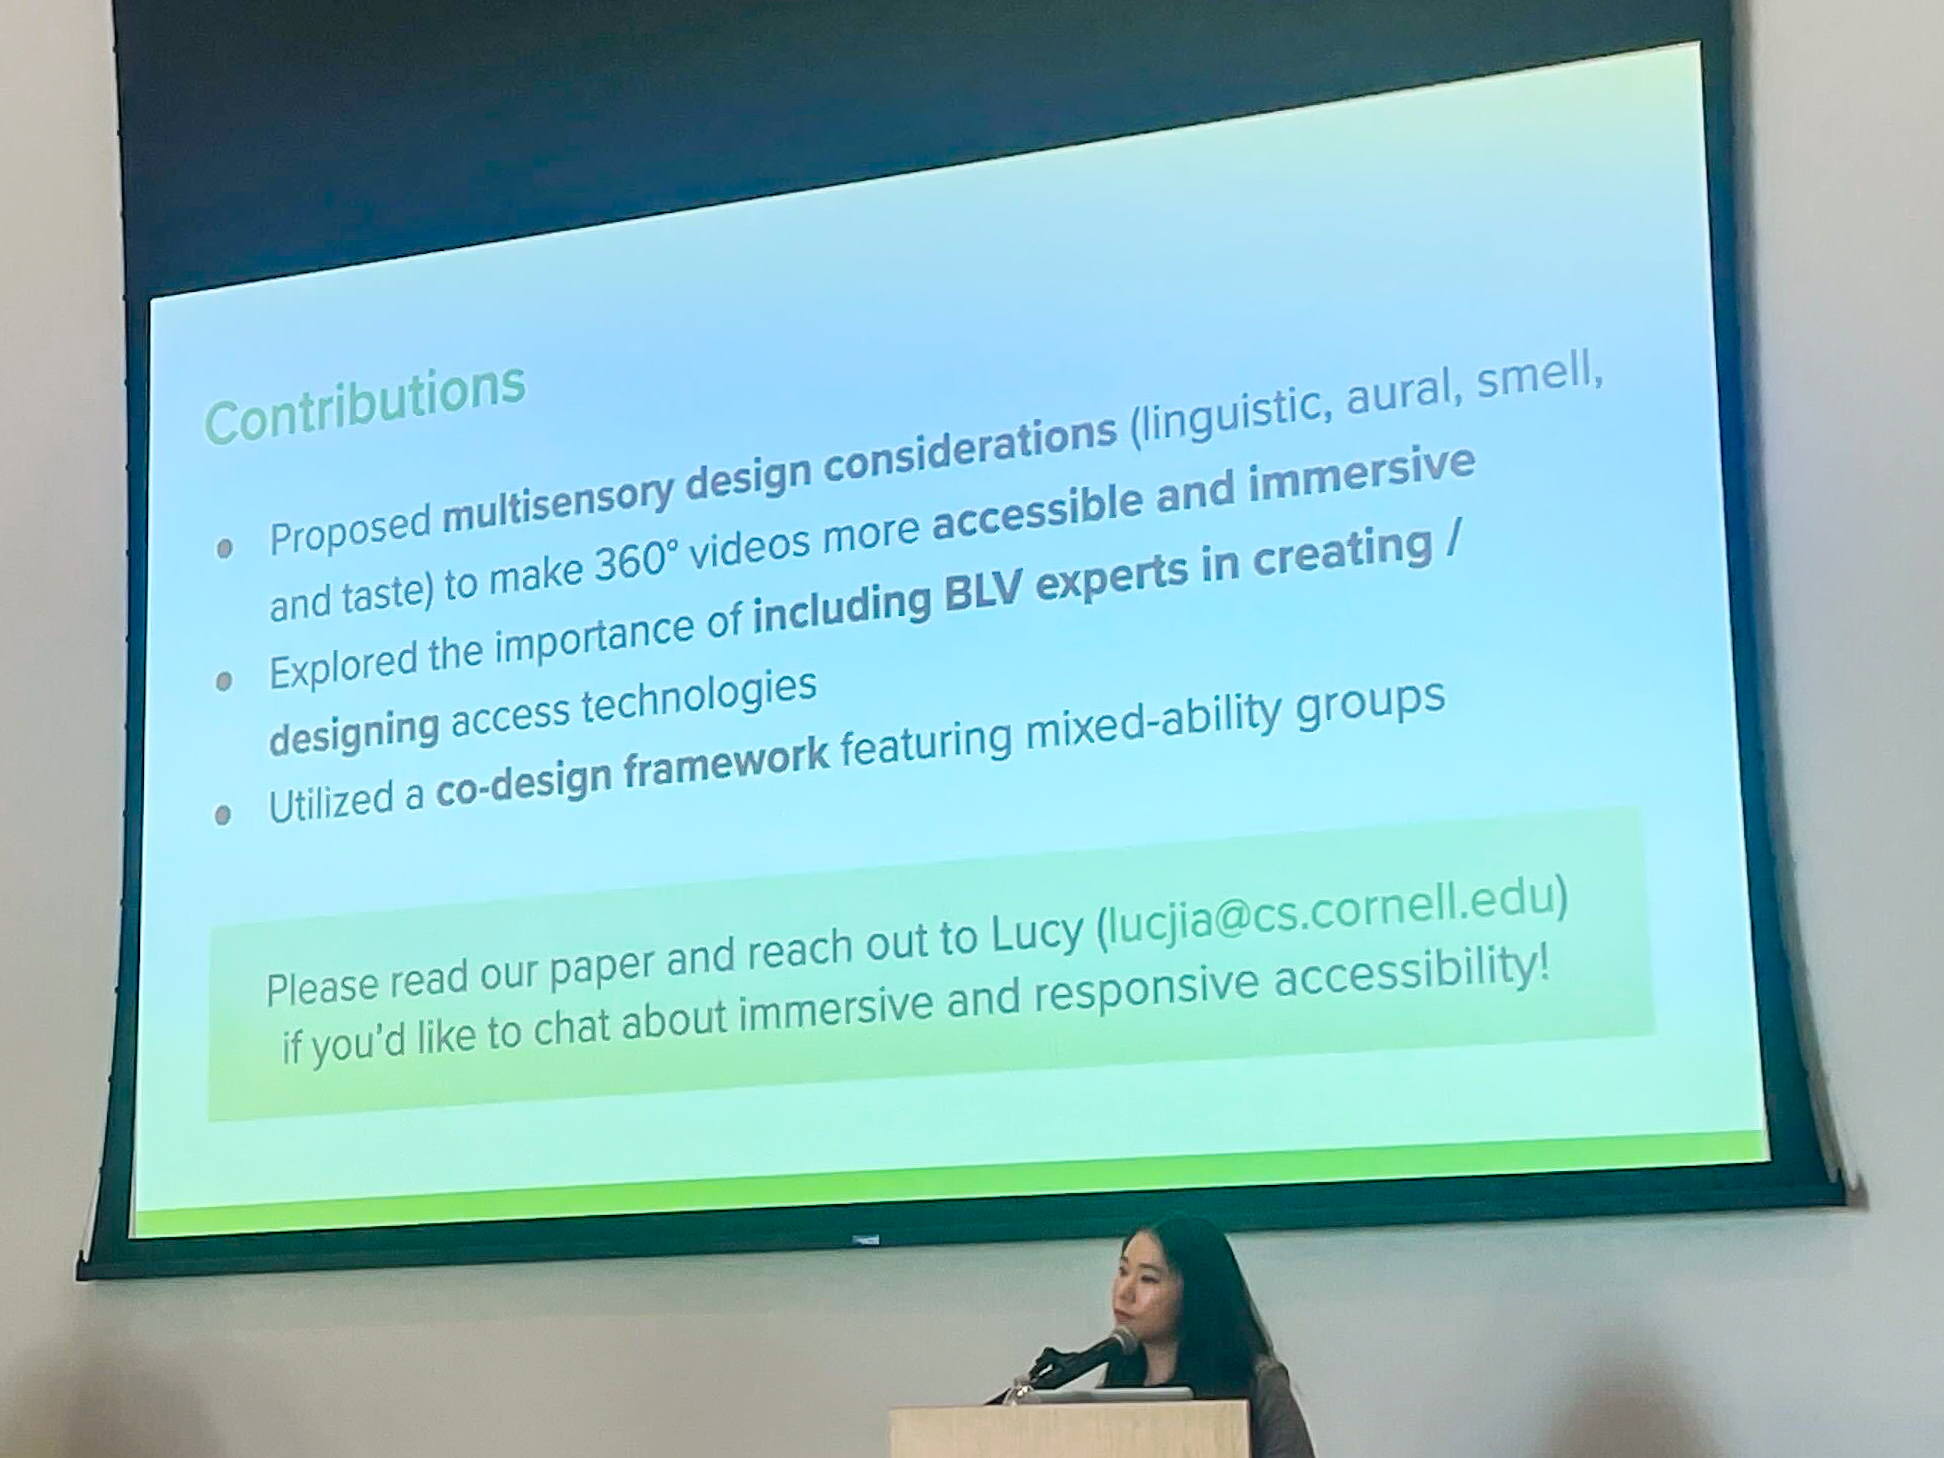 Contributions
● Proposed multisensory design considerations (linguistic, aural, smell,
and taste) to make 360° videos more accessible and immersive
● Explored the importance of including BLV experts in creating /
designing access technologies
● Utilized a co-design framework featuring mixed-ability groups
Please read our paper and reach out to Lucy (lucjia@cs.cornell.edu)
if you'd like to chat about immersive and responsive accessibility!